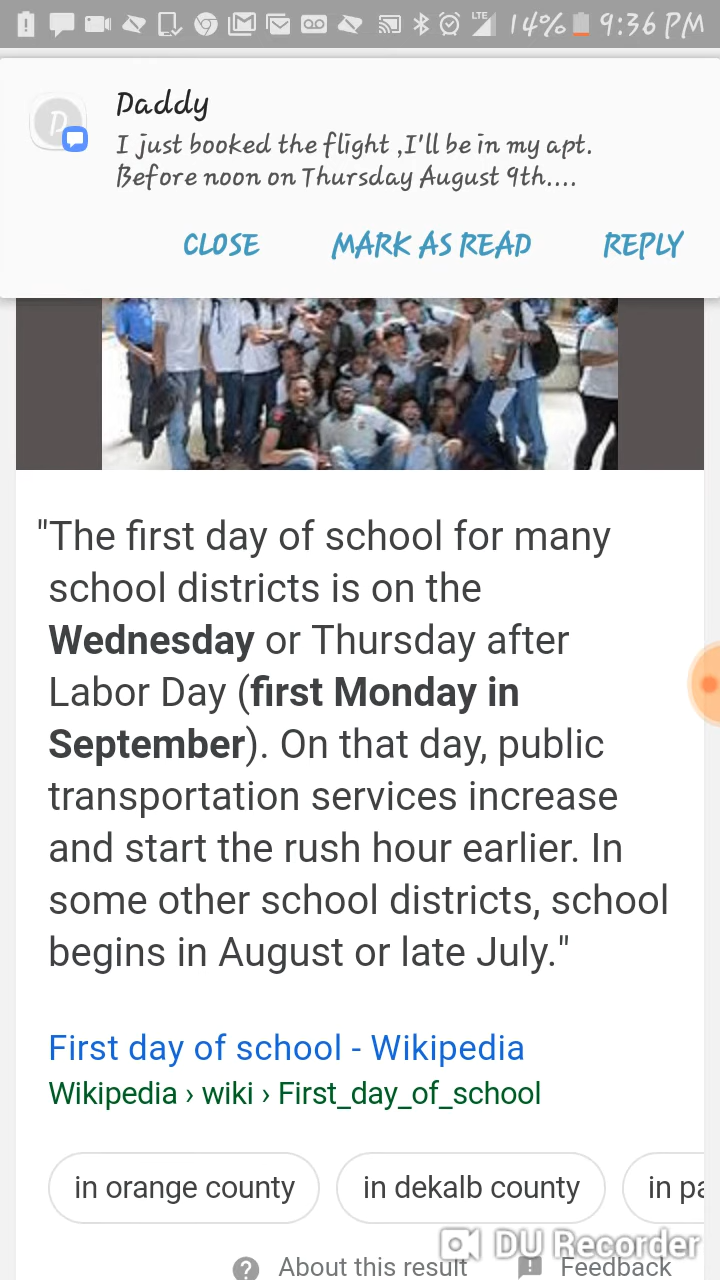 LTE 14% 9:36 PM
Daddy
D
I just booked the flight ,I'll be in my apt.
Before noon on Thursday August 9th....
CLOSE MARK AS READ REPLY
"The first day of school for many
school districts is on the
Wednesday or Thursday after
Labor Day (first Monday in
September). On that day, public
transportation services increase
and start the rush hour earlier. In
some other school districts, school
begins in August or late July."
First day of school - Wikipedia
Wikipedia › wiki › First_day_of_school
in orange county in dekalb county in pa
DU Recorder
? About this result Feedback